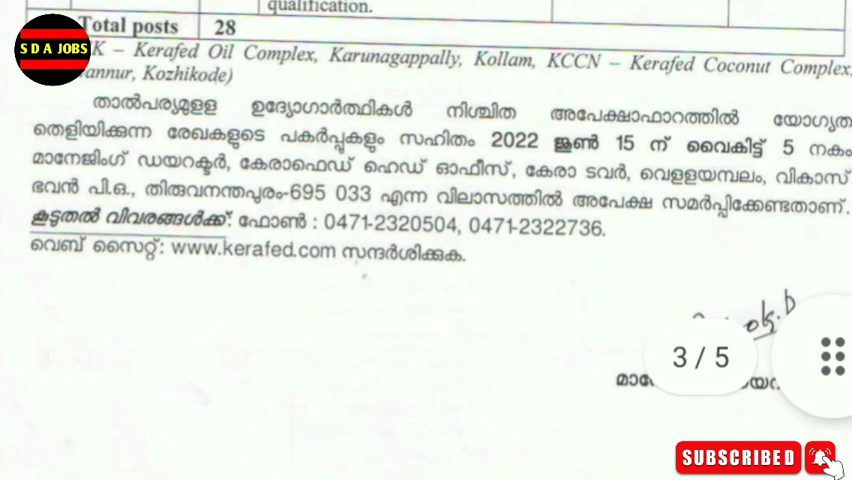 qualification.
Total posts 28
S D A JOBS
K – Kerafed Oil Complex, Karunagappally, Kollam, KCCN – Kerafed Coconut Complex,
Kozhikode)
താൽപര്യമുളള ഉദ്യോഗാർത്ഥികൾ നിശ്ചിത അപേക്ഷാഫാറത്തിൽ യോഗ്യത
തെളിയിക്കുന്ന രേഖകളുടെ പകർപ്പുകളും സഹിതം 2022 ജൂൺ 15 ന് വൈകിട്ട് 5 നകം
മാനേജിംഗ് ഡയറക്ടർ, കേരാഫെഡ് ഹെഡ് ഓഫീസ്, കേരാ ടവർ, വെളളയമ്പലം, വികാസ്
ഭവൻ പി.ഒ., തിരുവനന്തപുരം-695 033 എന്ന വിലാസത്തിൽ അപേക്ഷ സമർപ്പിക്കേണ്ടതാണ്.
കൂടുതൽ വിവരങ്ങൾക്ക്: ഫോൺ : 0471-2320504, 0471-2322736.
വെബ് സൈറ്റ്: www.kerafed.com സന്ദർശിക്കുക.
3 / 5
SUBSCRIBED